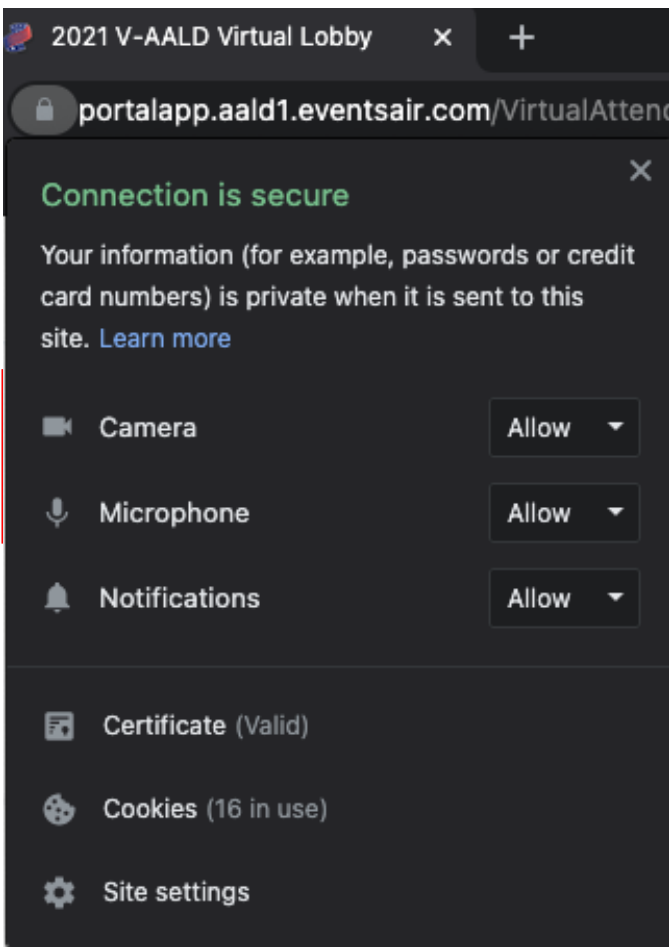 2021 V-AALD Virtual Lobby
portalapp.aald1.eventsair.com/VirtualAtten
Connection is secure
Your information (for example, passwords or credit
card numbers) is private when it is sent to this
site. Learn more
Camera Allow
Microphone Allow
Notifications Allow
Certificate (Valid)
Cookies (16 in use)
Site settings